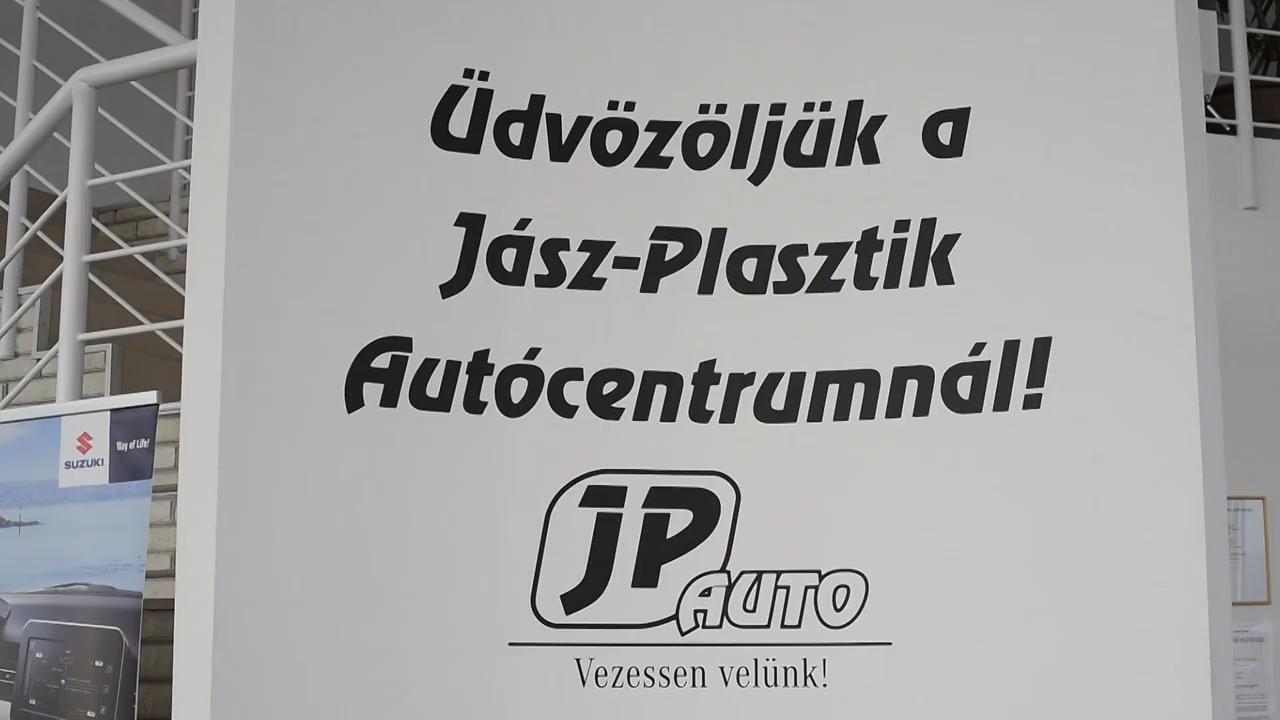 Üdvözöljük a
Jász-Plasztik
Autócentrumnál!
JP
AUTO
Vezessen velünk!
SUZUKI
Way of Life!